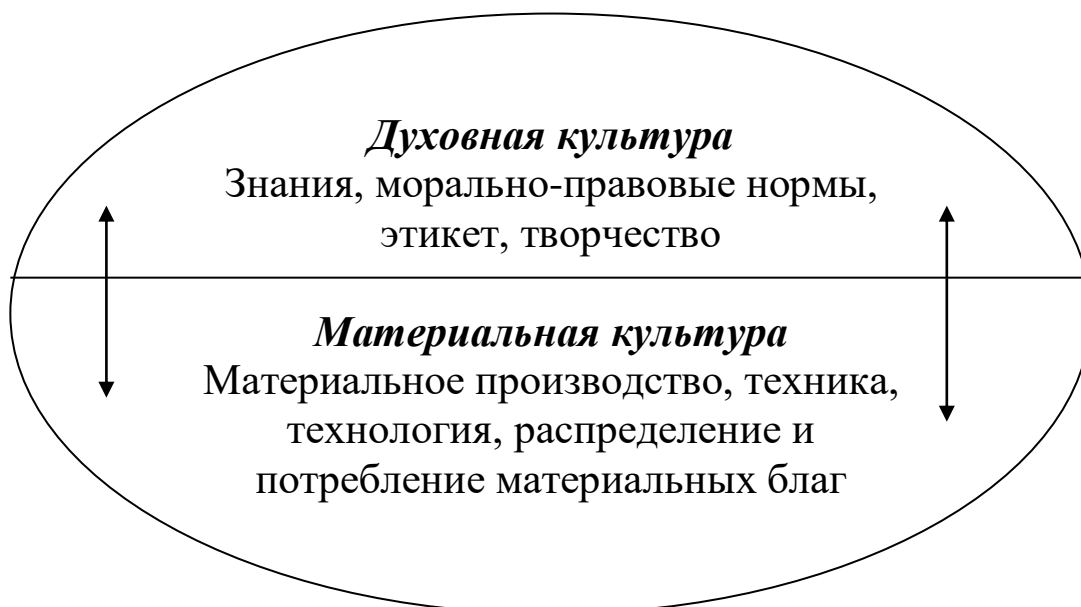 Духовная культура
Знания, морально-правовые нормы,
этикет, творчество
Материальная культура
Материальное производство, техника,
технология, распределение и
потребление материальных благ